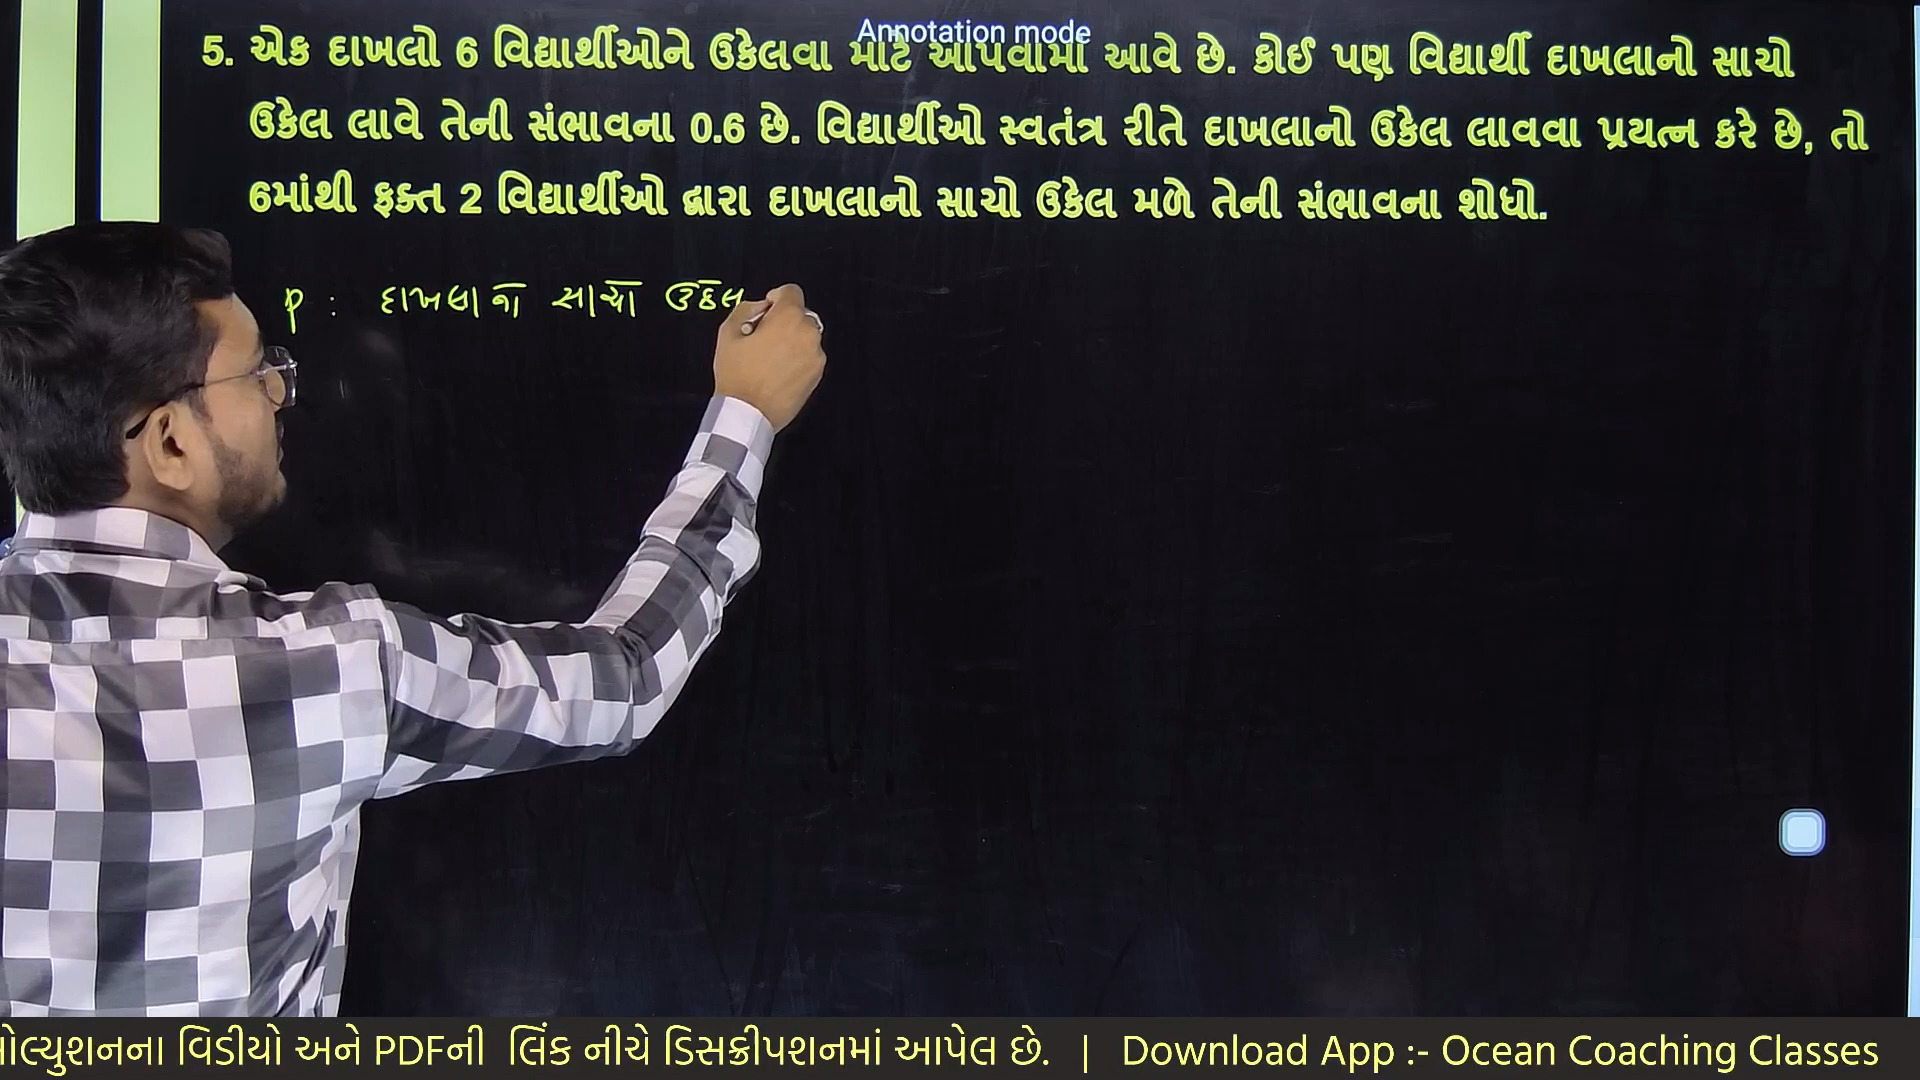 Annotation mode
5. એક દાખલો 6 વિદ્યાર્થીઓને ઉકેલવા માટે આપવામાં આવે છે. કોઈ પણ વિદ્યાર્થી દાખલાનો સાચો
ઉકેલ લાવે તેની સંભાવના 0.6 છે. વિદ્યાર્થીઓ સ્વતંત્ર રીતે દાખલાનો ઉકેલ લાવવા પ્રયત્ન કરે છે, તો
6માંથી ફક્ત 2 વિદ્યાર્થીઓ દ્વારા દાખલાનો સાચો ઉકેલ મળે તેની સંભાવના શોધો.
p : દાખલાનો સાચો ઉકેલ
વિડીયો અને PDFની લિંક નીચે ડિસક્રીપશનમાં આપેલ છે. | Download App :- Ocean Coaching Classes